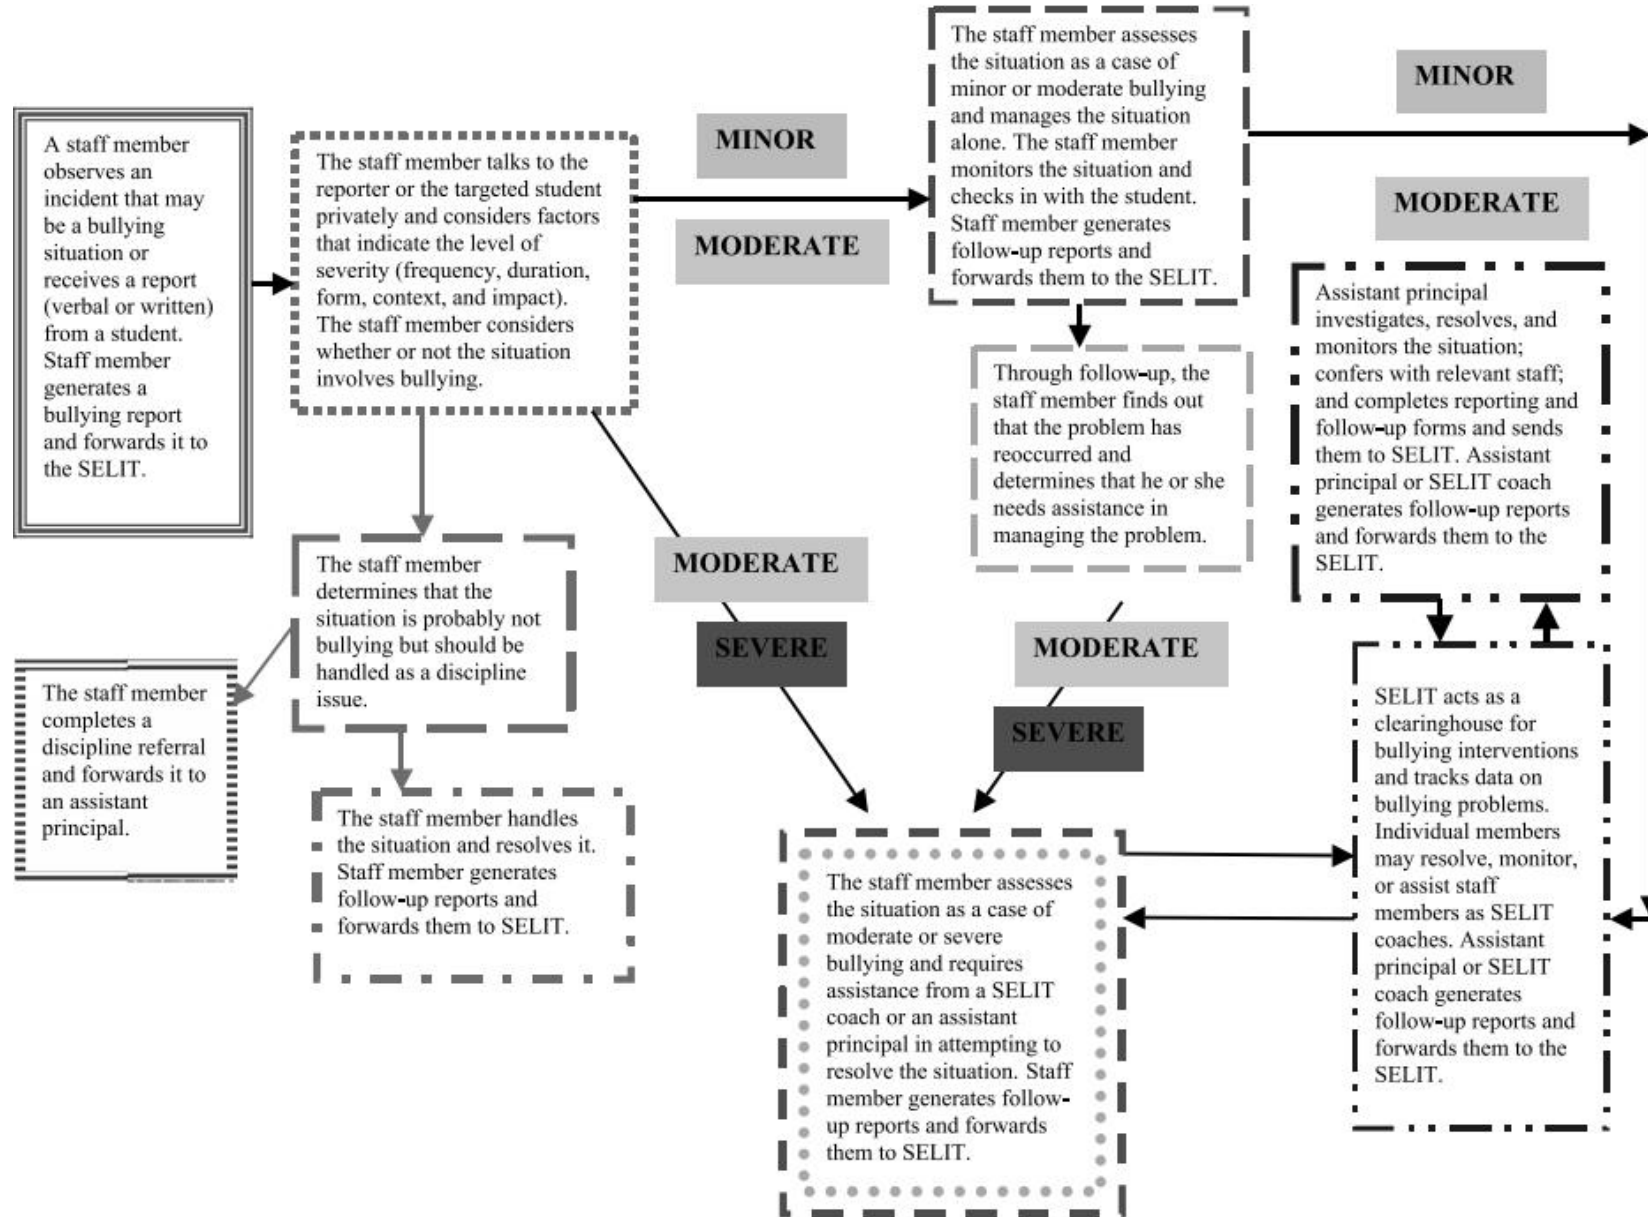 A staff member
observes an
incident that may
be a bullying
situation or
receives a report
(verbal or written)
from a student.
Staff member
generates a
bullying report
and forwards it to
the SELIT.
The staff member talks to the
reporter or the targeted student
privately and considers factors
that indicate the level of
severity (frequency, duration,
form, context, and impact).
The staff member considers
whether or not the situation
involves bullying.
MINOR
MODERATE
The staff member assesses
the situation as a case of
minor or moderate bullying
and manages the situation
alone. The staff member
monitors the situation and
checks in with the student.
Staff member generates
follow-up reports and
forwards them to the SELIT.
MINOR
MODERATE
Assistant principal
investigates, resolves, and
monitors the situation;
confers with relevant staff;
and completes reporting and
follow-up forms and sends
them to SELIT. Assistant
principal or SELIT coach
generates follow-up reports
and forwards them to the
SELIT.
Through follow-up, the
staff member finds out
that the problem has
reoccurred and
determines that he or she
needs assistance in
managing the problem.
MODERATE
SEVERE
MODERATE
SEVERE
The staff member
determines that the
situation is probably not
bullying but should be
handled as a discipline
issue.
The staff member
completes a
discipline referral
and forwards it to
an assistant
principal.
The staff member handles
the situation and resolves it.
Staff member generates
follow-up reports and
forwards them to SELIT.
The staff member assesses
the situation as a case of
moderate or severe
bullying and requires
assistance from a SELIT
coach or an assistant
principal in attempting to
resolve the situation. Staff
member generates follow-
up reports and forwards
them to SELIT.
SELIT acts as a
clearinghouse for
bullying interventions
and tracks data on
bullying problems.
Individual members
may resolve, monitor,
or assist staff
members as SELIT
coaches. Assistant
principal or SELIT
coach generates
follow-up reports and
forwards them to the
SELIT.